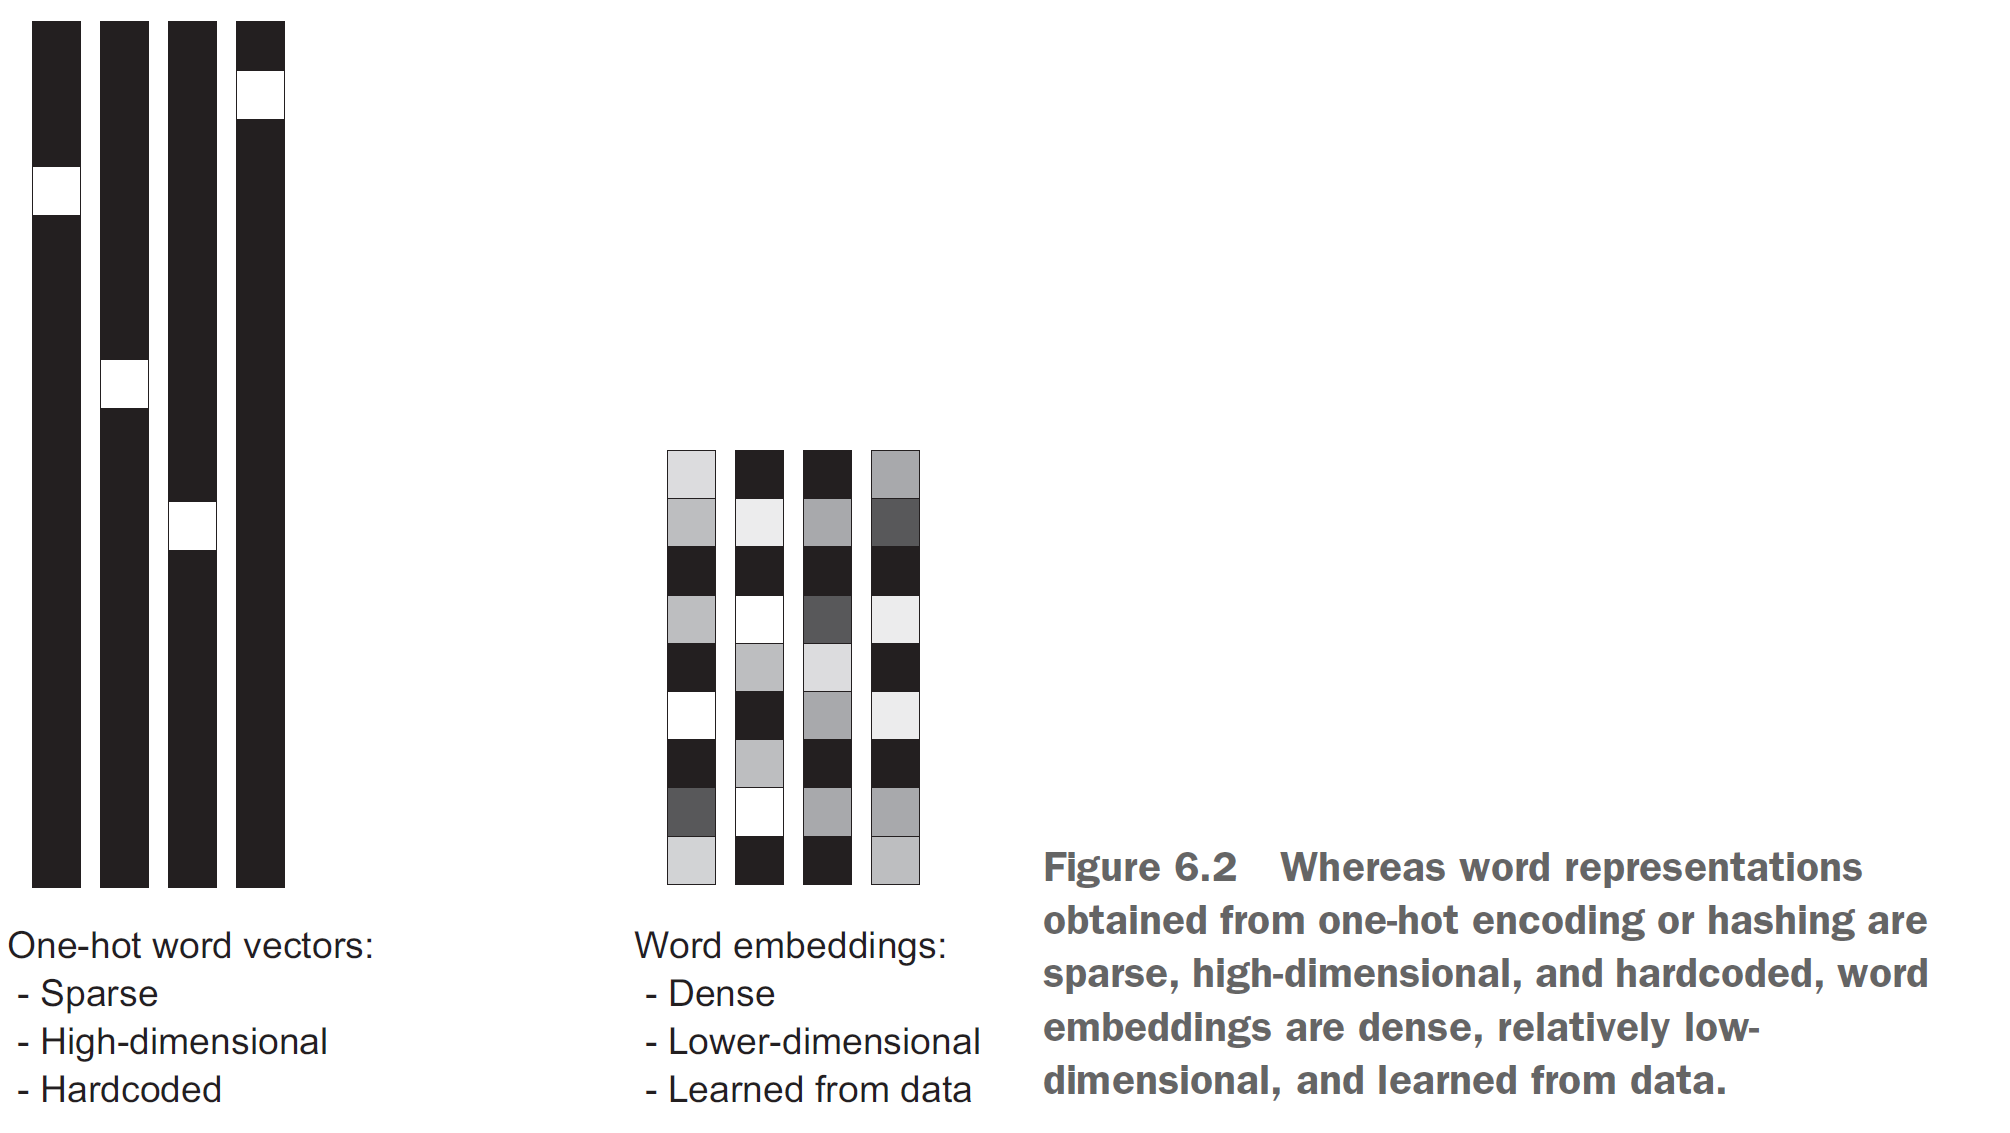 One-hot word vectors:
- Sparse
- High-dimensional
- Hardcoded
Word embeddings:
- Dense
- Lower-dimensional
- Learned from data
Figure 6.2 Whereas word representations
obtained from one-hot encoding or hashing are
sparse, high-dimensional, and hardcoded, word
embeddings are dense, relatively low-
dimensional, and learned from data.